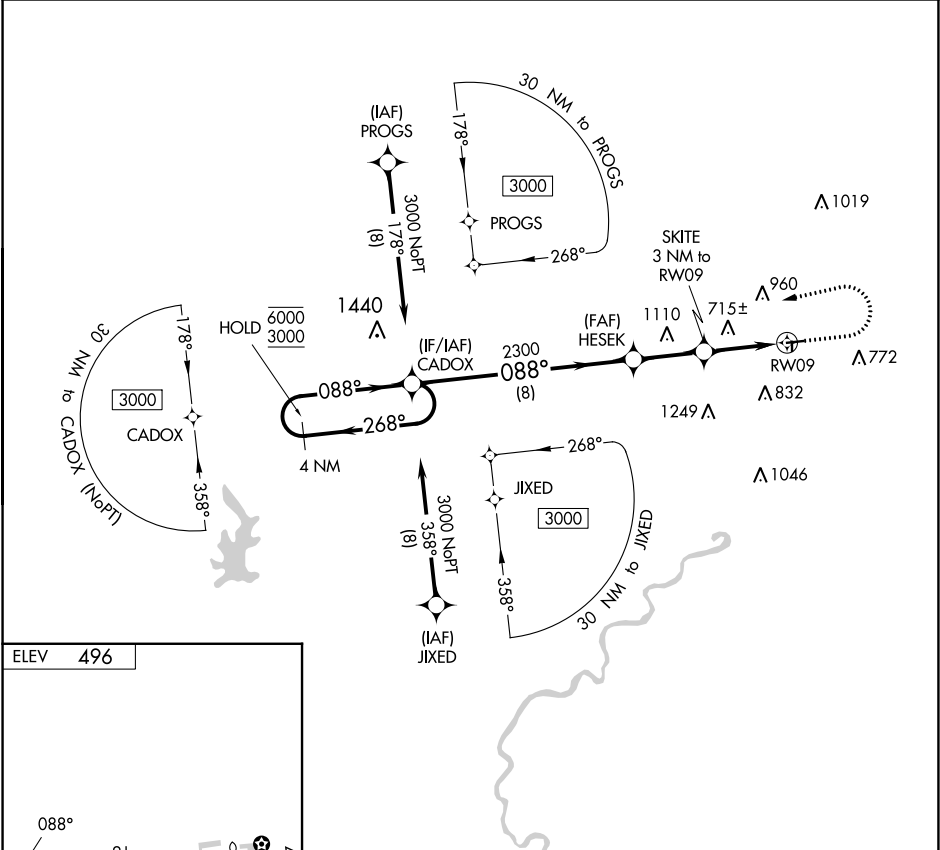 (IAF)
PROGS
3000 NoPT
178°
(8)
30 NM to PROGS
178°
3000
PROGS
268°
1019
SKITE
3 NM to
RW09
960
1440
HOLD 6000
3000
(IF/IAF)
CADOX
2300
088°
(8)
(FAF)
HESEK
1110
715±
RW09
772
832
1249
1046
088°
268°
4 NM
30 NM to CADOX (NoPT)
178°
3000
CADOX
358°
3000 NoPT
358°
(8)
(IAF)
JIXED
268°
JIXED
3000
358°
30 NM to JIXED
ELEV 496
088°